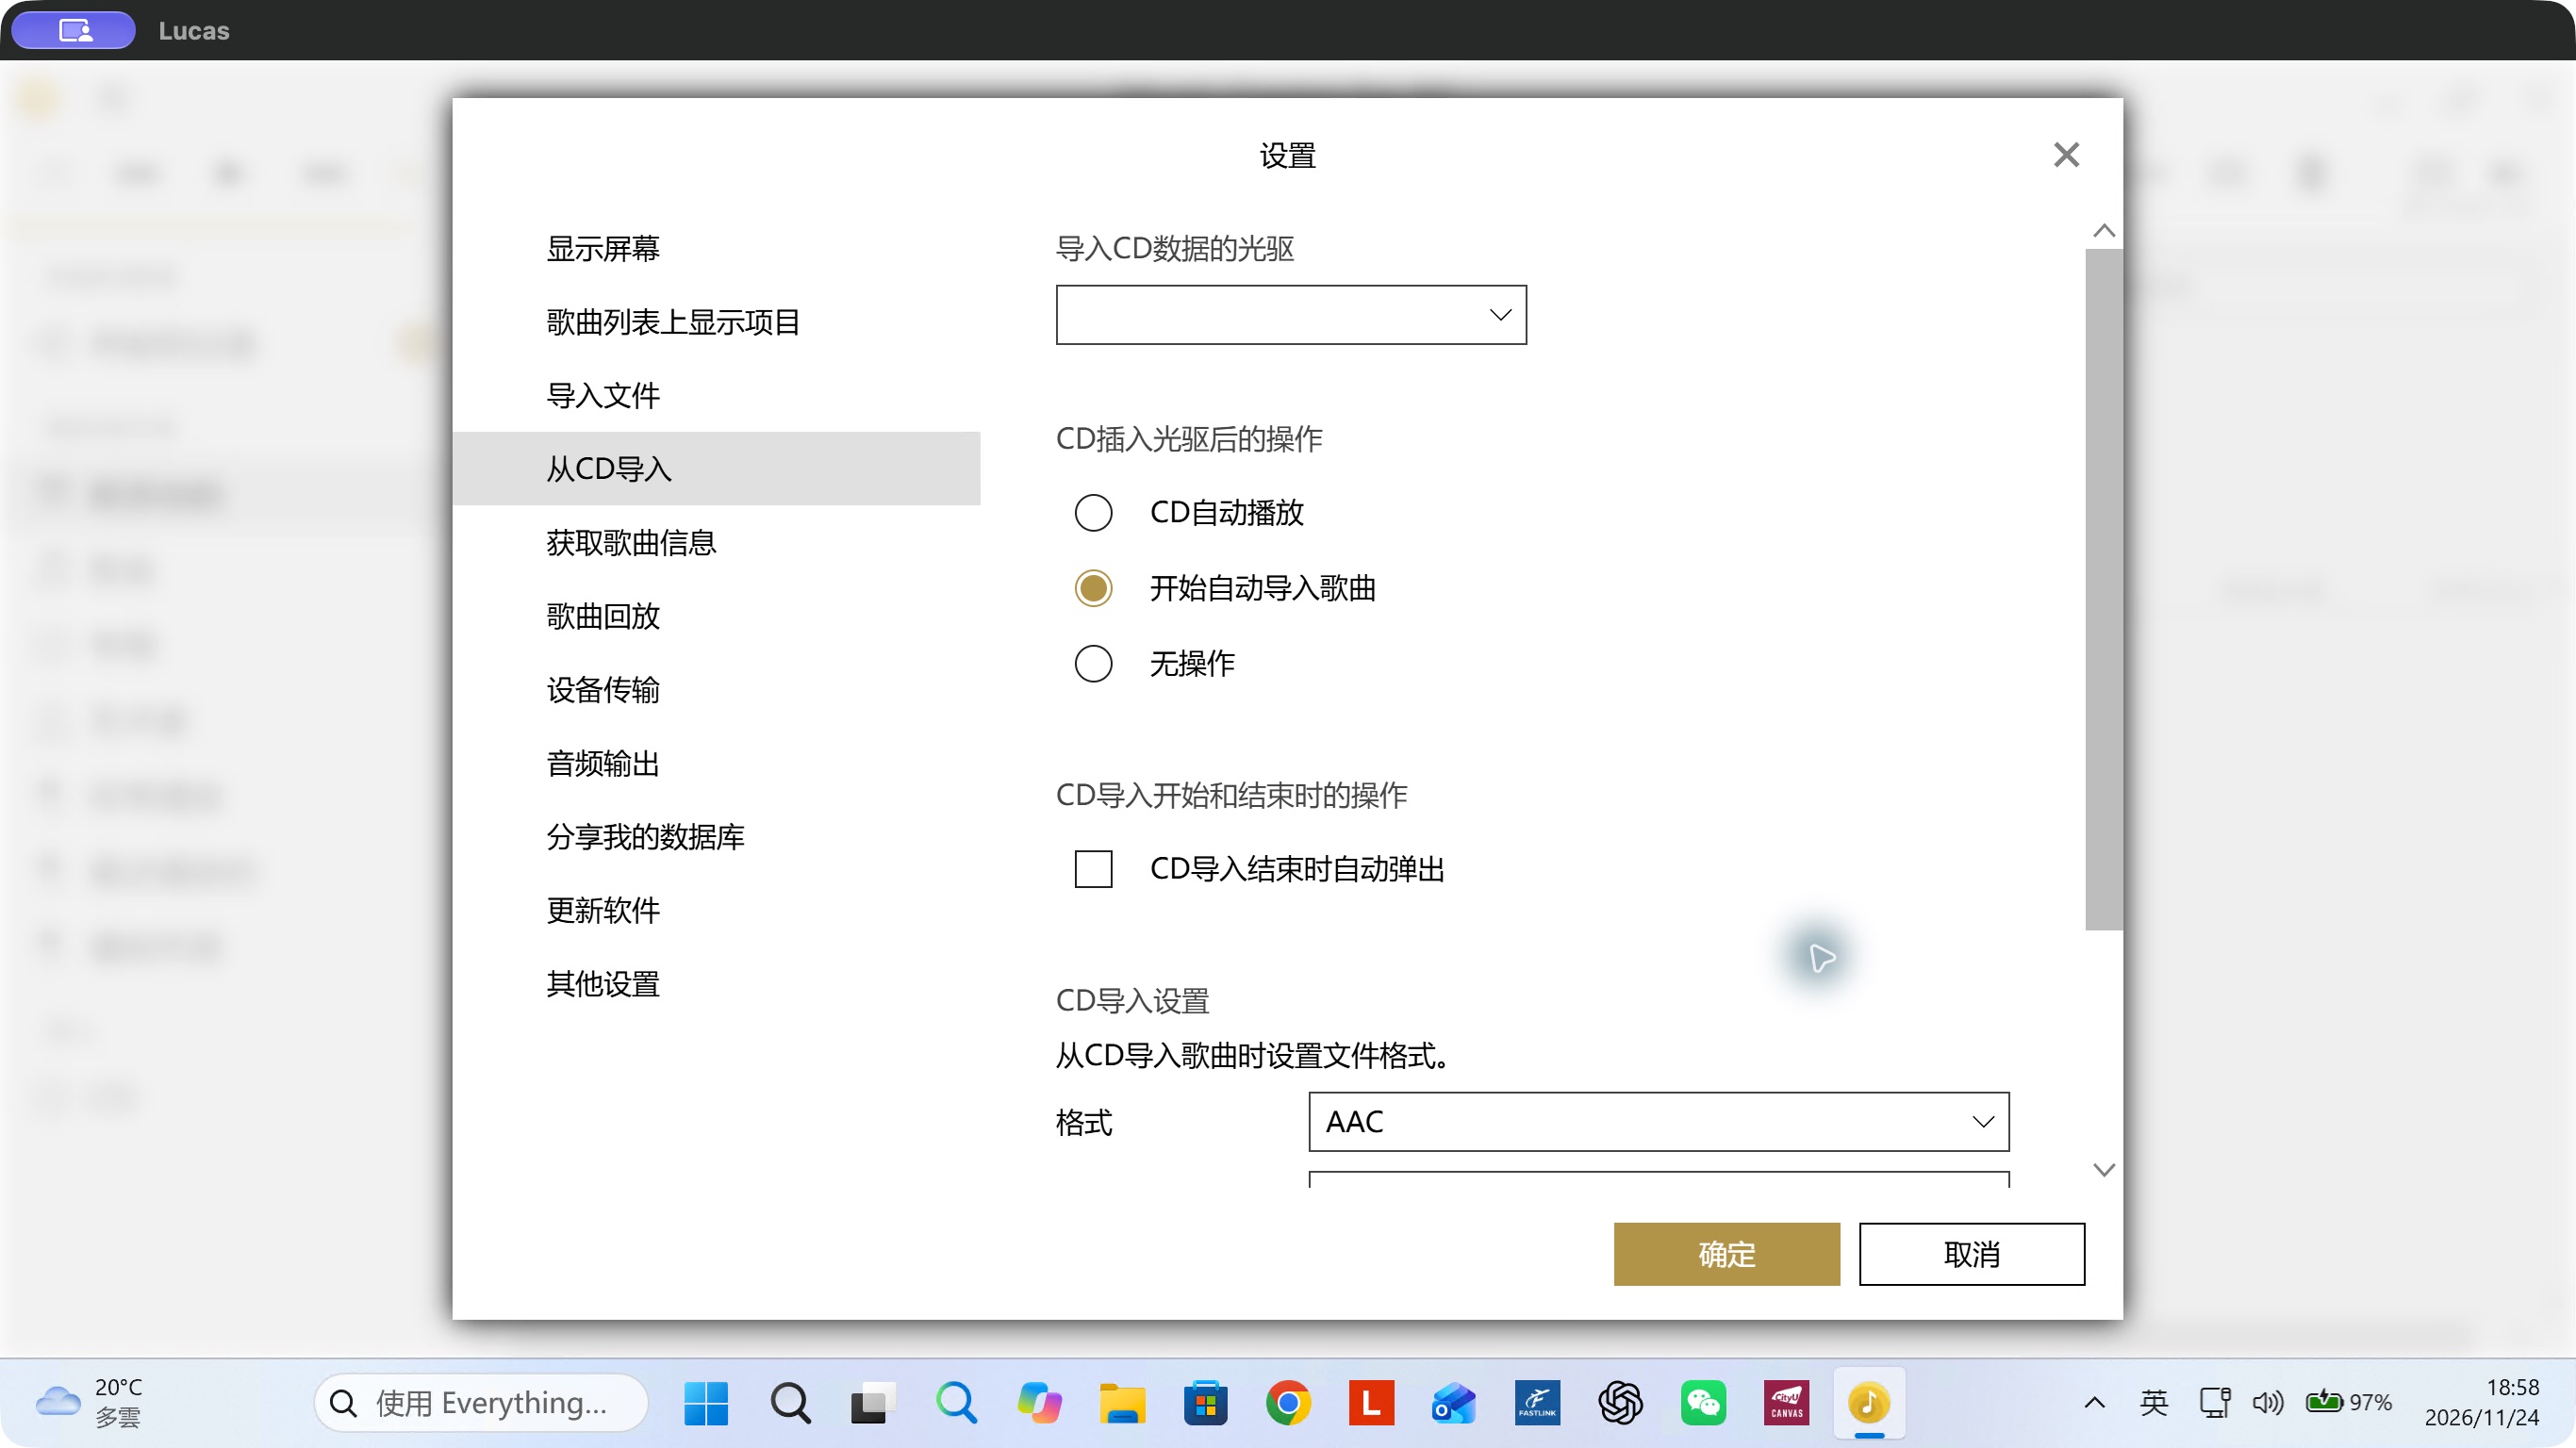 Lucas
设置
显示屏幕
歌曲列表上显示项目
导入文件
从CD导入
获取歌曲信息
歌曲回放
设备传输
音频输出
分享我的数据库
更新软件
其他设置
导入CD数据的光驱
CD插入光驱后的操作
CD自动播放
开始自动导入歌曲
无操作
CD导入开始和结束时的操作
CD导入结束时自动弹出
CD导入设置
从CD导入歌曲时设置文件格式。
格式
AAC
确定
取消
20°C
多雲
使用 Everything...
L
FASTLINK
CityU
CANVAS
英
97%
18:58
2026/11/24